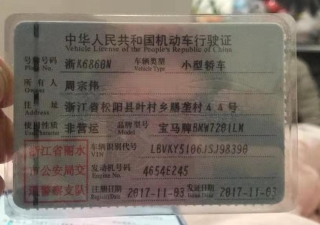 中华人民共和国机动车行驶证
Vehicle License of the People's Republic of China
号牌号码 浙K6860N 车辆类型 小型轿车
Vehicle Type
所有人 周宗伟
住址 浙江省松阳县叶村乡 44号
使用性质 非营运 品牌型号 宝马牌BMW7201LM
浙江省丽水
市公安局交
通警察支队
车辆识别代号
VIN
发动机号码
注册日期 2017-11-03 发证日期 2017-11-03